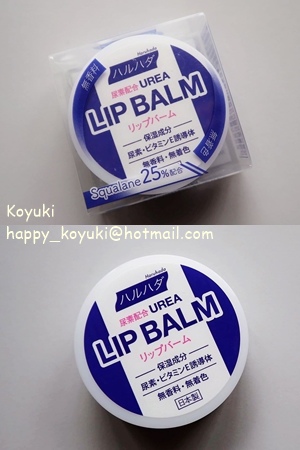 無香料
Haruhada
ハルハダ
尿素配合 UREA
LIP BALM
リップバーム
保湿成分
尿素・ビタミンE誘導体
無香料・無着色
無着色
Squalane 25%配合
Koyuki
happy_koyuki@hotmail.com
Haruhada
ハルハダ
尿素配合 UREA
LIP BALM
リップバーム
保湿成分
尿素・ビタミンE誘導体
無香料・無着色
日本製